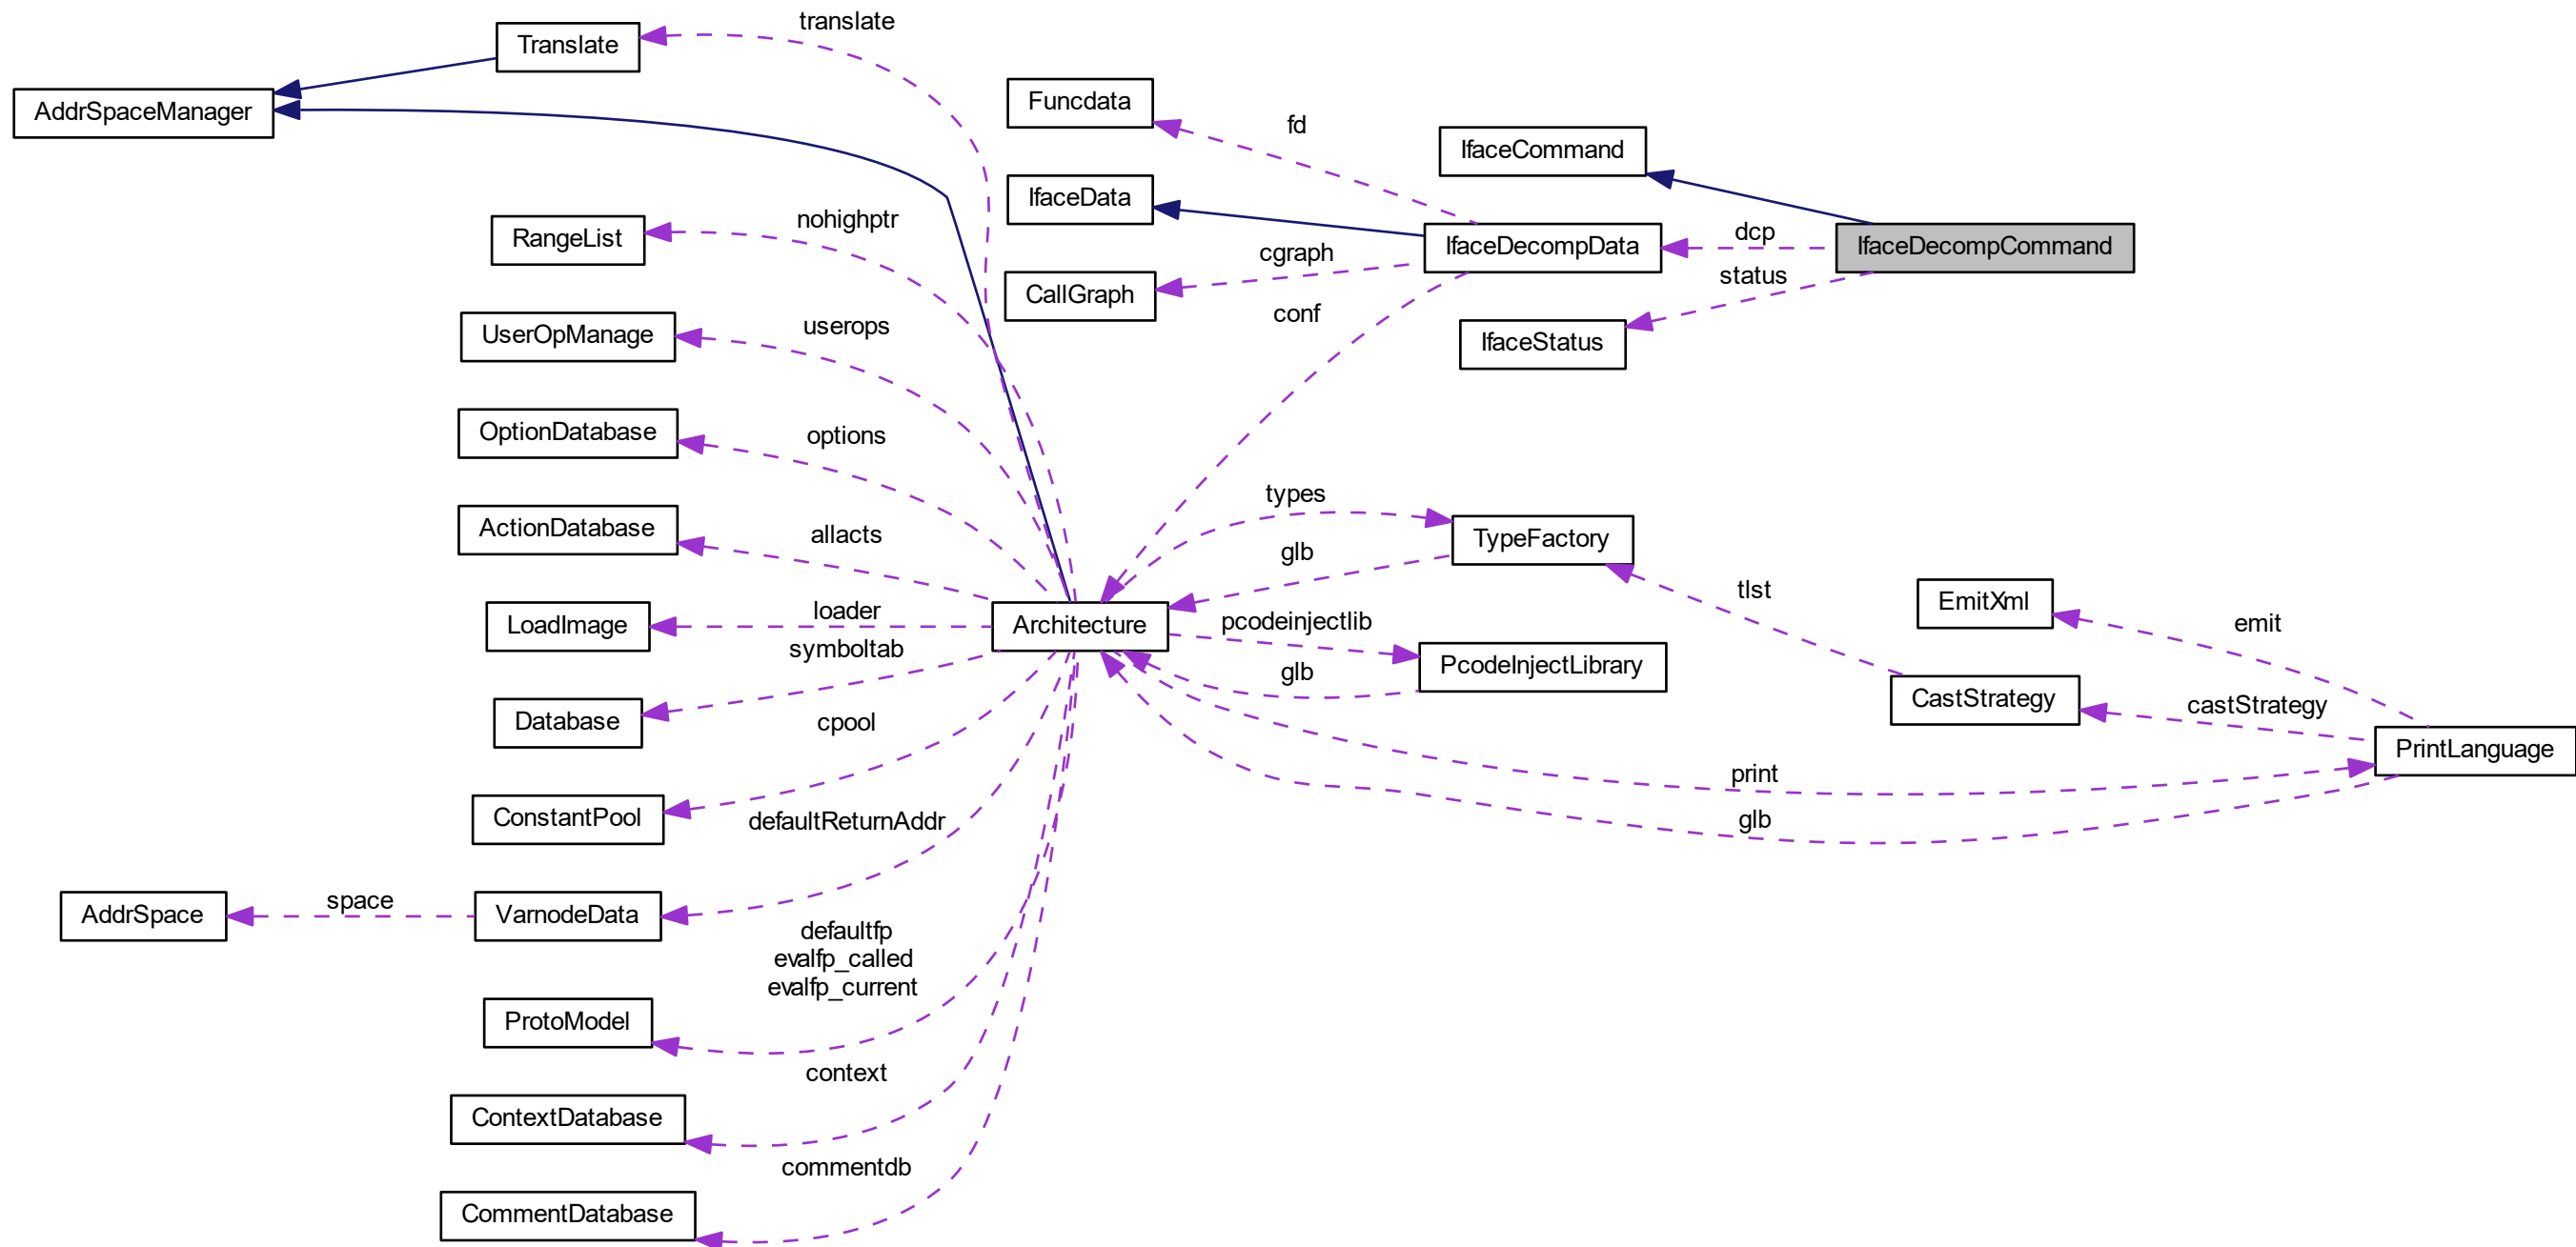 translate
Translate
AddrSpaceManager
Funcdata
fd
IfaceCommand
IfaceData
nohighptr
RangeList
dcp
IfaceDecompData
IfaceDecompCommand
cgraph
status
CallGraph
conf
userops
UserOpManage
IfaceStatus
options
OptionDatabase
types
allacts
ActionDatabase
TypeFactory
glb
tlst
EmitXml
loader
LoadImage
Architecture
pcodeinjectlib
emit
symboltab
PcodeInjectLibrary
glb
CastStrategy
castStrategy
Database
cpool
PrintLanguage
print
ConstantPool
defaultReturnAddr
glb
AddrSpace
space
VarnodeData
defaultfp
evalfp_called
evalfp_current
ProtoModel
context
ContextDatabase
commentdb
CommentDatabase